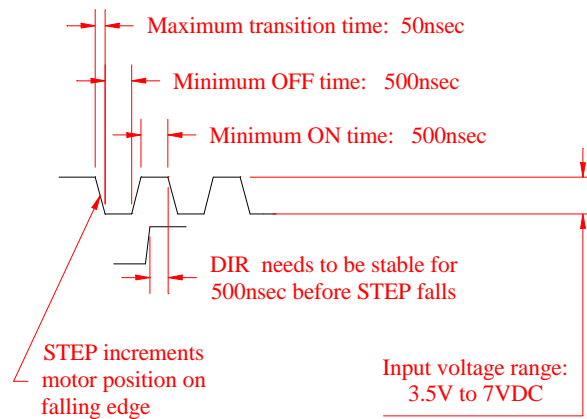 Maximum transition time: 50nsec
Minimum OFF time: 500nsec
Minimum ON time: 500nsec
DIR needs to be stable for
500nsec before STEP falls
STEP increments
motor position on
falling edge
Input voltage range:
3.5V to 7VDC